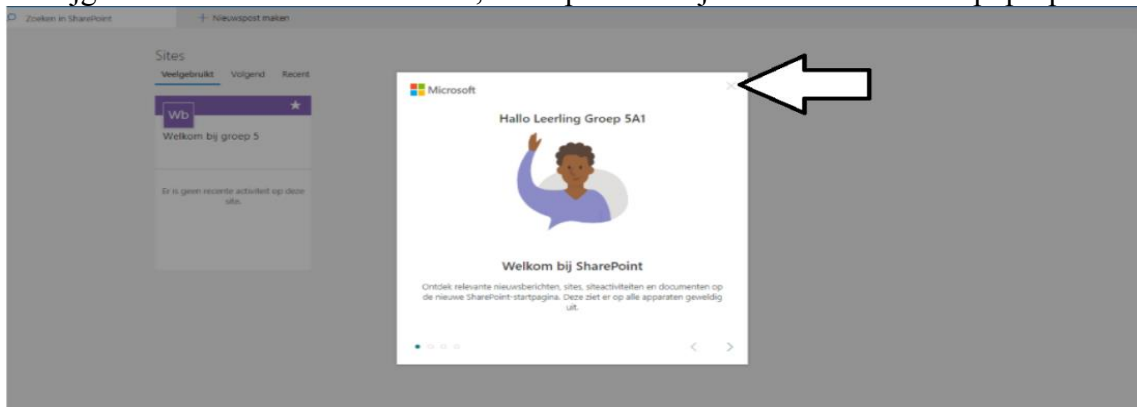 Zoeken in SharePoint
+ Nieuwspost maken
Sites
Veelgebruikt Volgend Recent
Wb
Welkom bij groep 5
Er is geen recente activiteit op deze
site.
Microsoft
Hallo Leerling Groep 5A1
Welkom bij SharePoint
Ontdek relevante nieuwsberichten, sites, siteactiviteiten en documenten op
de nieuwe SharePoint-startpagina. Deze ziet er op alle apparaten geweldig
uit.